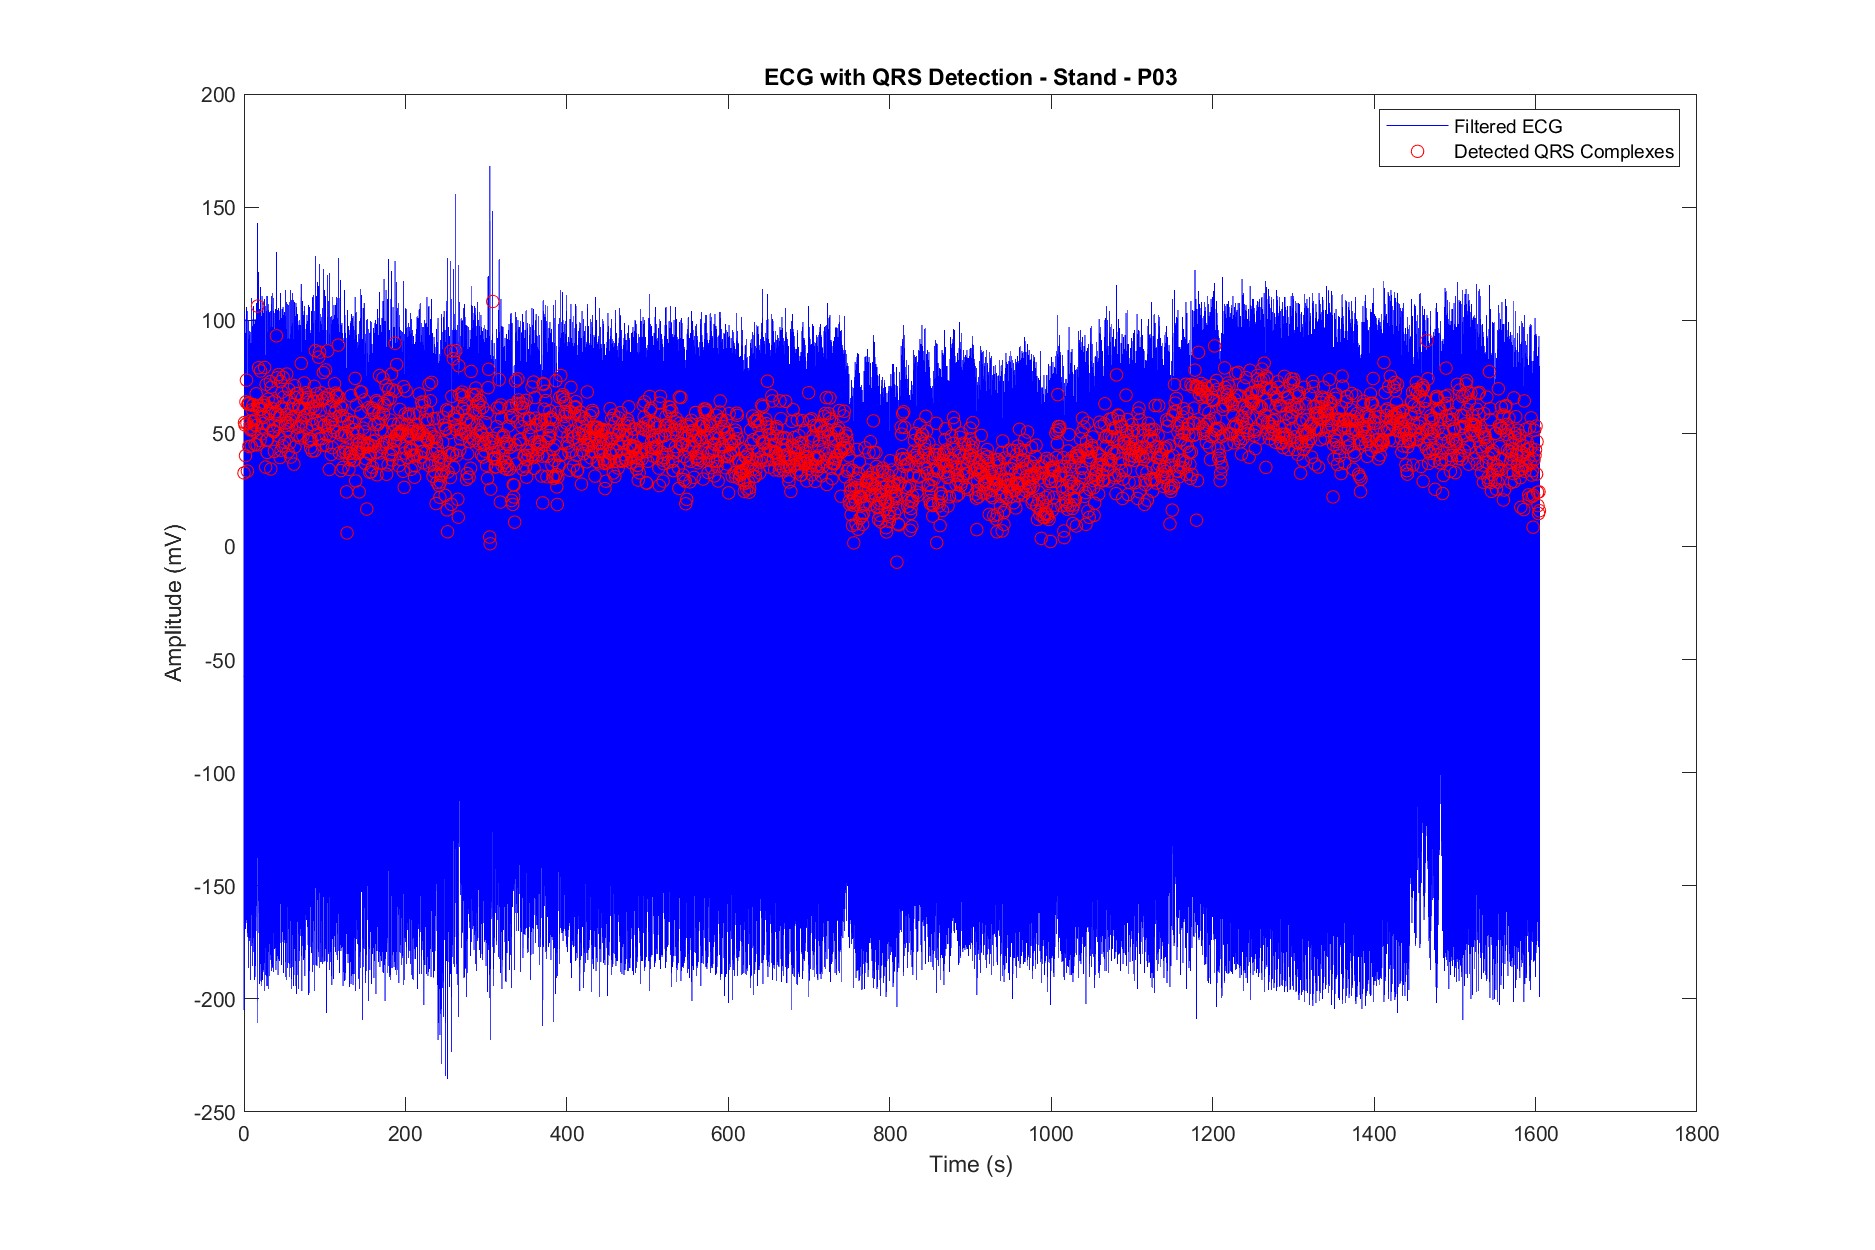 ECG with QRS Detection - Stand - P03
Filtered ECG
Detected QRS Complexes
200
150
100
50
0
-50
-100
-150
-200
-250
Amplitude (mV)
0 200 400 600 800 1000 1200 1400 1600 1800
Time (s)